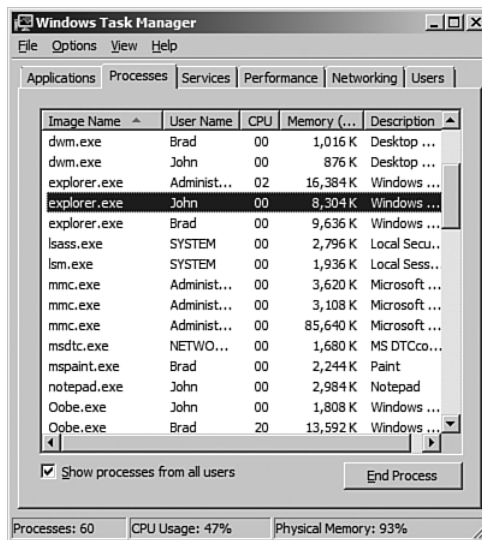 Windows Task Manager
File Options View Help
Applications Processes Services Performance Networking Users
Image Name User Name CPU Memory (... Description
dwm.exe Brad 00 1,016 K Desktop ...
dwm.exe John 00 876 K Desktop ...
explorer.exe Administ... 02 16,384 K Windows ...
explorer.exe John 00 8,304 K Windows ...
explorer.exe Brad 00 9,636 K Windows ...
lsass.exe SYSTEM 00 2,796 K Local Secu...
lsm.exe SYSTEM 00 1,936 K Local Sess...
mmc.exe Administ... 00 3,620 K Microsoft ...
mmc.exe Administ... 00 3,108 K Microsoft ...
mmc.exe Administ... 00 85,640 K Microsoft ...
msdtc.exe NETWO... 00 1,680 K MS DTCco...
mspaint.exe Brad 00 2,244 K Paint
notepad.exe John 00 2,984 K Notepad
Oobe.exe John 00 1,808 K Windows ...
Oobe.exe Brad 20 13,592 K Windows ...
Show processes from all users
End Process
Processes: 60 CPU Usage: 47% Physical Memory: 93%